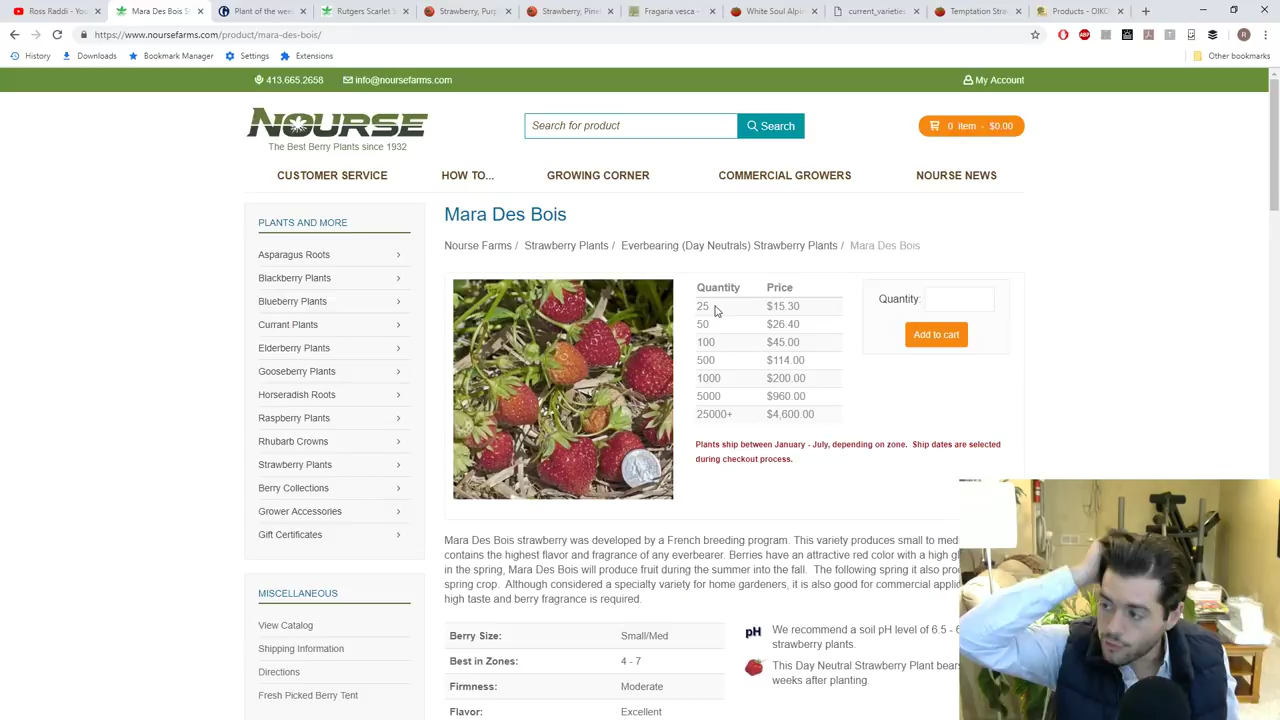 Ross Raddi - You
Mara Des Bois St
Plant of the wee
Rutgers Scarlet S
Strawberry, Purp
Strawberry, Pine
Fragaria vesca -
White Soul Alpin
current_varieties
Temptation Stra
Products - OIKO
https://www.noursefarms.com/product/mara-des-bois/
History
Downloads
Bookmark Manager
Settings
Extensions
Other bookmarks
413.665.2658
info@noursefarms.com
My Account
NOURSE
The Best Berry Plants since 1932
Search for product
Search
0 item - $0.00
CUSTOMER SERVICE
HOW TO...
GROWING CORNER
COMMERCIAL GROWERS
NOURSE NEWS
PLANTS AND MORE
Asparagus Roots
Blackberry Plants
Blueberry Plants
Currant Plants
Elderberry Plants
Gooseberry Plants
Horseradish Roots
Raspberry Plants
Rhubarb Crowns
Strawberry Plants
Berry Collections
Grower Accessories
Gift Certificates
MISCELLANEOUS
View Catalog
Shipping Information
Directions
Fresh Picked Berry Tent
Mara Des Bois
Nourse Farms / Strawberry Plants / Everbearing (Day Neutrals) Strawberry Plants / Mara Des Bois
Quantity Price
25 $15.30
50 $26.40
100 $45.00
500 $114.00
1000 $200.00
5000 $960.00
25000+ $4,600.00
Quantity:
Add to cart
Plants ship between January - July, depending on zone. Ship dates are selected
during checkout process.
Mara Des Bois strawberry was developed by a French breeding program. This variety produces small to med
contains the highest flavor and fragrance of any everbearer. Berries have an attractive red color with a high g
in the spring, Mara Des Bois will produce fruit during the summer into the fall. The following spring it also pro
spring crop. Although considered a specialty variety for home gardeners, it is also good for commercial applic
high taste and berry fragrance is required.
Berry Size: Small/Med
Best in Zones: 4 - 7
Firmness: Moderate
Flavor: Excellent
pH
We recommend a soil pH level of 6.5 - 6
strawberry plants.
This Day Neutral Strawberry Plant bears
weeks after planting.